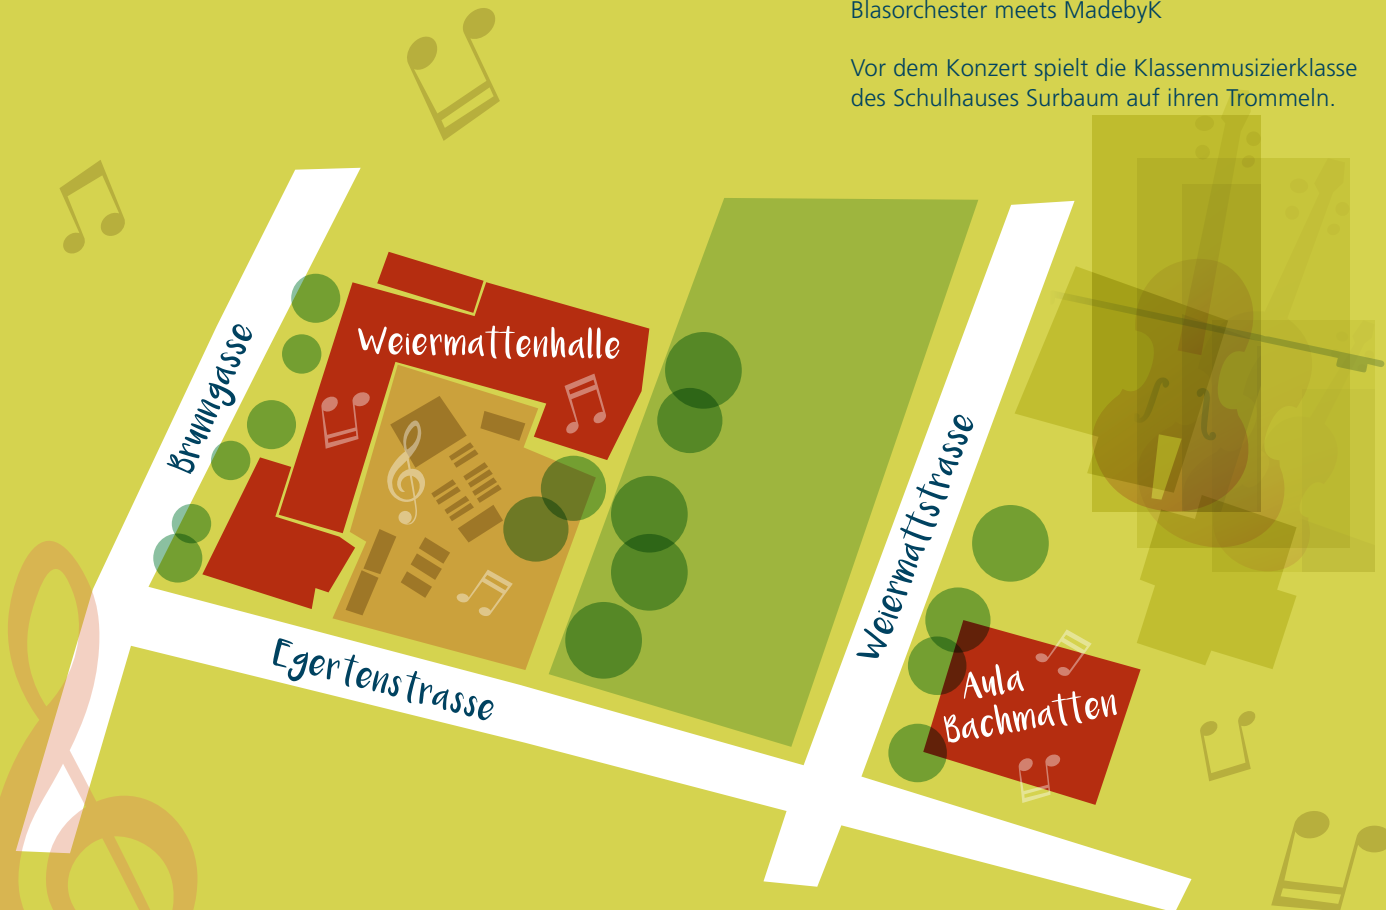 Blasorchester meets MadebyK
Vor dem Konzert spielt die Klassenmusizierklasse
des Schulhauses Surbaum auf ihren Trommeln.
Weiermattenhalle
Brunngasse
Weiermattstrasse
Egertenstrasse
Aula
Bachmatten